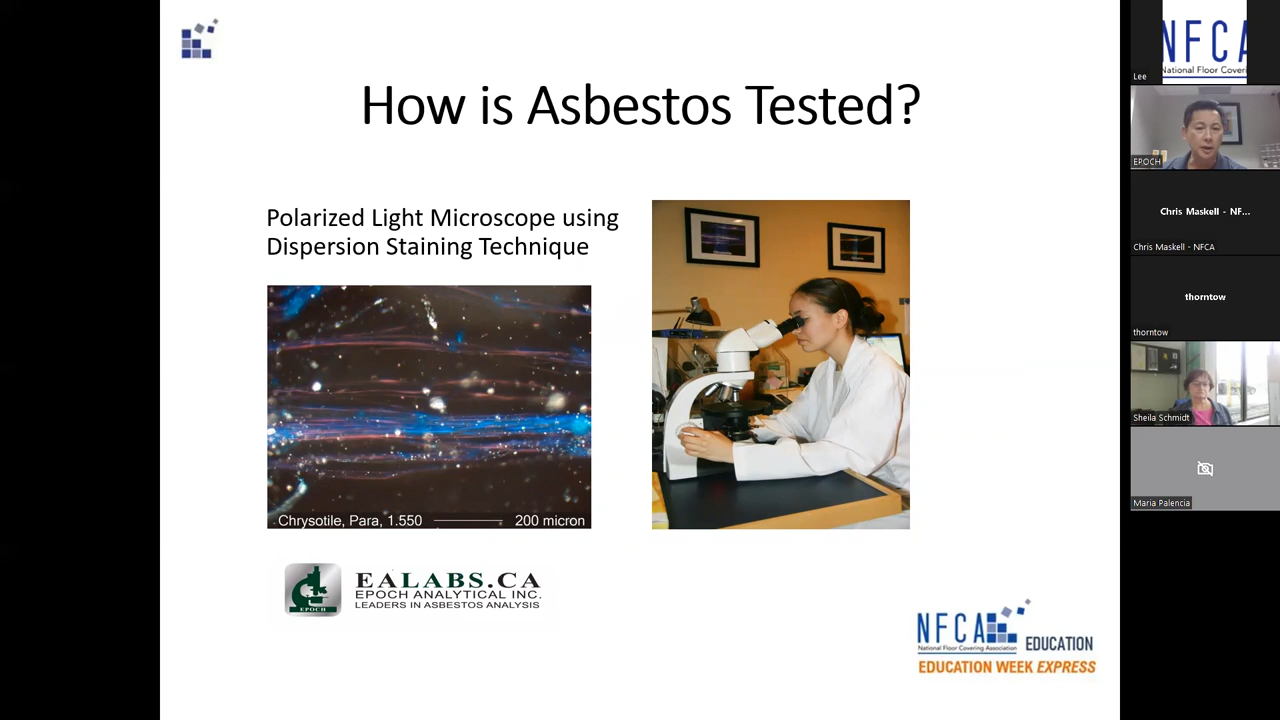 How is Asbestos Tested?
Polarized Light Microscope using
Dispersion Staining Technique
Chrysotile, Para, 1.550
200 micron
EPOCH
EALABS.CA
EPOCH ANALYTICAL INC.
LEADERS IN ASBESTOS ANALYSIS
NFCA
National Floor Covering Association
EDUCATION
EDUCATION WEEK EXPRESS
NFCA
National Floor Coveri
Lee
EPOCH
Chris Maskell - NF...
Chris Maskell - NFCA
thorntow
thorntow
Sheila Schmidt
Maria Palencia